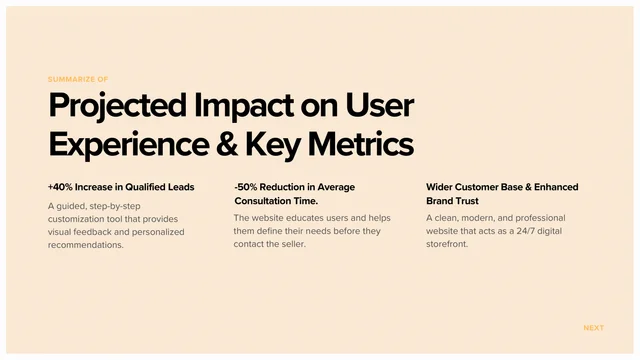 SUMMARIZE OF
Projected Impact on User
Experience & Key Metrics
+40% Increase in Qualified Leads
A guided, step-by-step
customization tool that provides
visual feedback and personalized
recommendations.
-50% Reduction in Average
Consultation Time.
The website educates users and helps
them define their needs before they
contact the seller.
Wider Customer Base & Enhanced
Brand Trust
A clean, modern, and professional
website that acts as a 24/7 digital
storefront.
NEXT